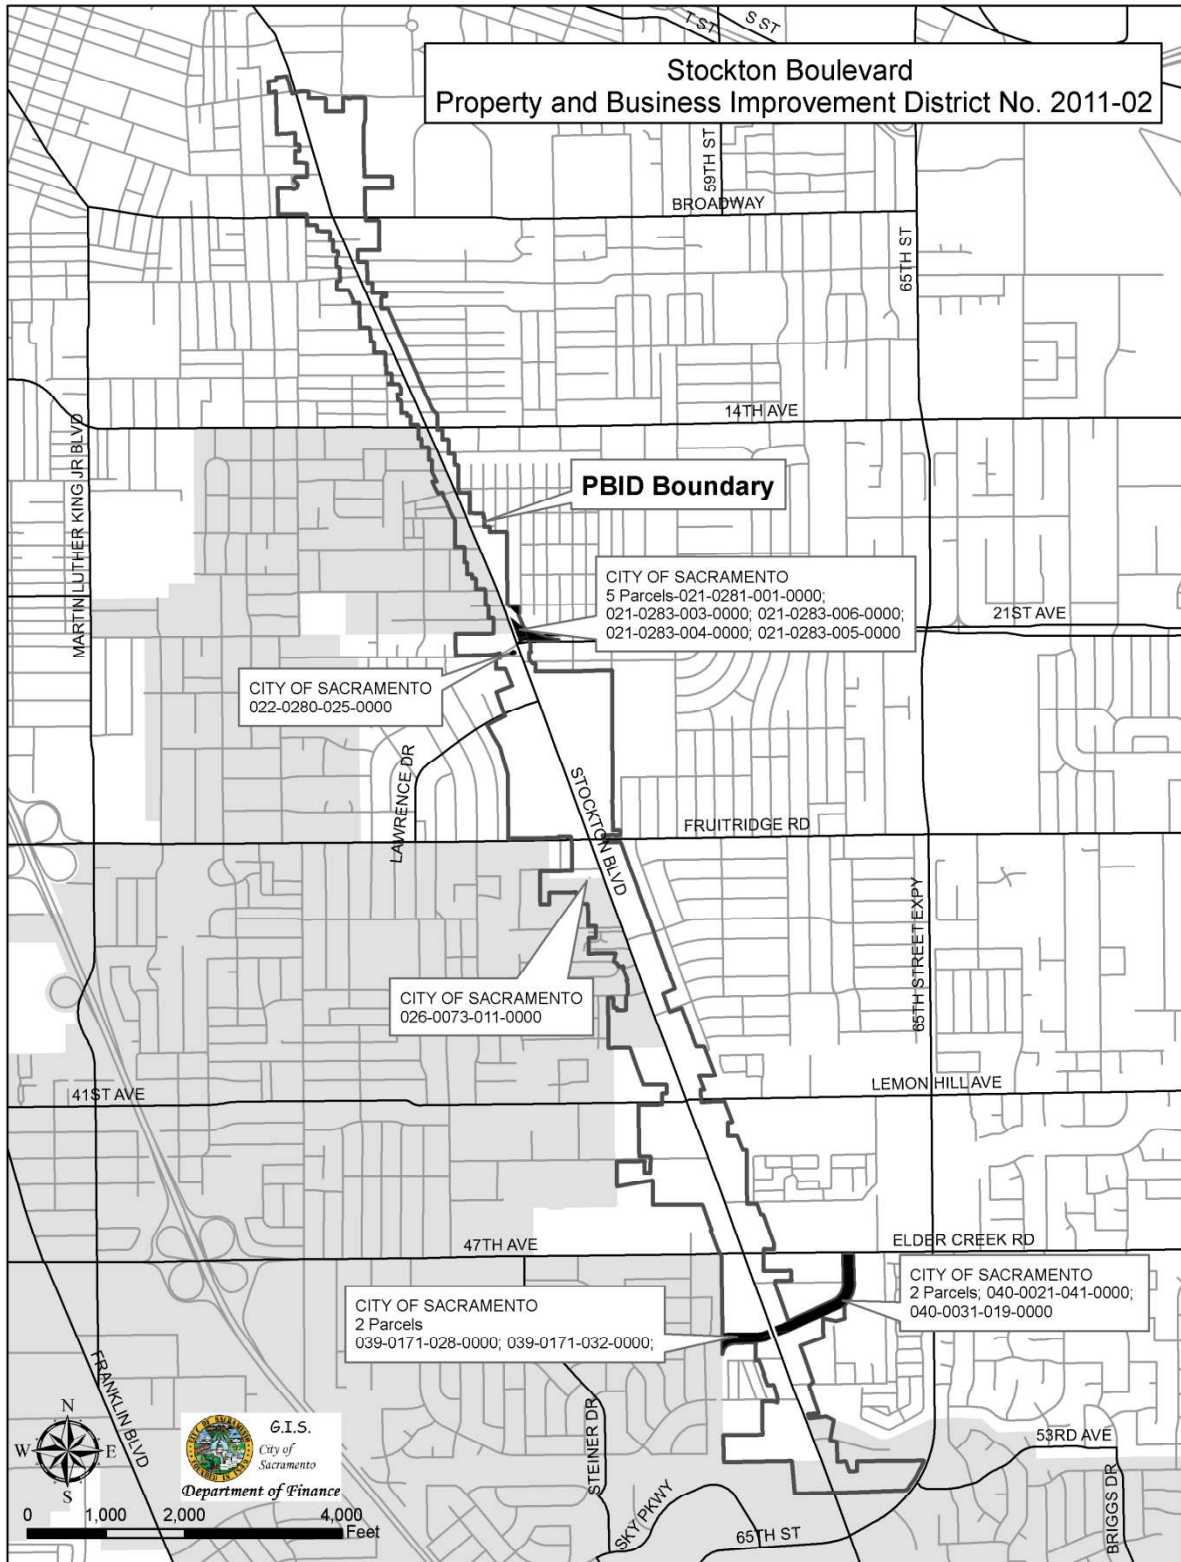 T ST
S ST
Stockton Boulevard
Property and Business Improvement District No. 2011-02
59TH ST
BROADWAY
65TH ST
14TH AVE
MARTIN LUTHER KING JR BLVD
PBID Boundary
CITY OF SACRAMENTO
5 Parcels-021-0281-001-0000;
021-0283-003-0000; 021-0283-006-0000;
021-0283-004-0000; 021-0283-005-0000
21ST AVE
CITY OF SACRAMENTO
022-0280-025-0000
LAWRENCE DR
STOCKTON BLVD
FRUITRIDGE RD
65TH STREET EXPY
CITY OF SACRAMENTO
026-0073-011-0000
41ST AVE
LEMON HILL AVE
47TH AVE
ELDER CREEK RD
CITY OF SACRAMENTO
2 Parcels; 040-0021-041-0000;
040-0031-019-0000
CITY OF SACRAMENTO
2 Parcels
039-0171-028-0000; 039-0171-032-0000;
FRANKLIN BLVD
STEINER DR
53RD AVE
BRIGGS DR
SKY PKWY
65TH ST
N
W E
S
G.I.S.
City of
Sacramento
Department of Finance
0 1,000 2,000 4,000
Feet